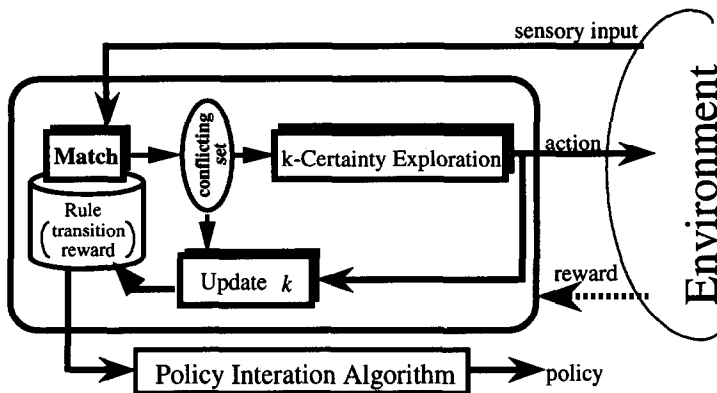 sensory input
Match
conflicting
set
k-Certainty Exploration
action
Environment
Rule
( transition
reward )
Update k
reward
Policy Interation Algorithm
policy